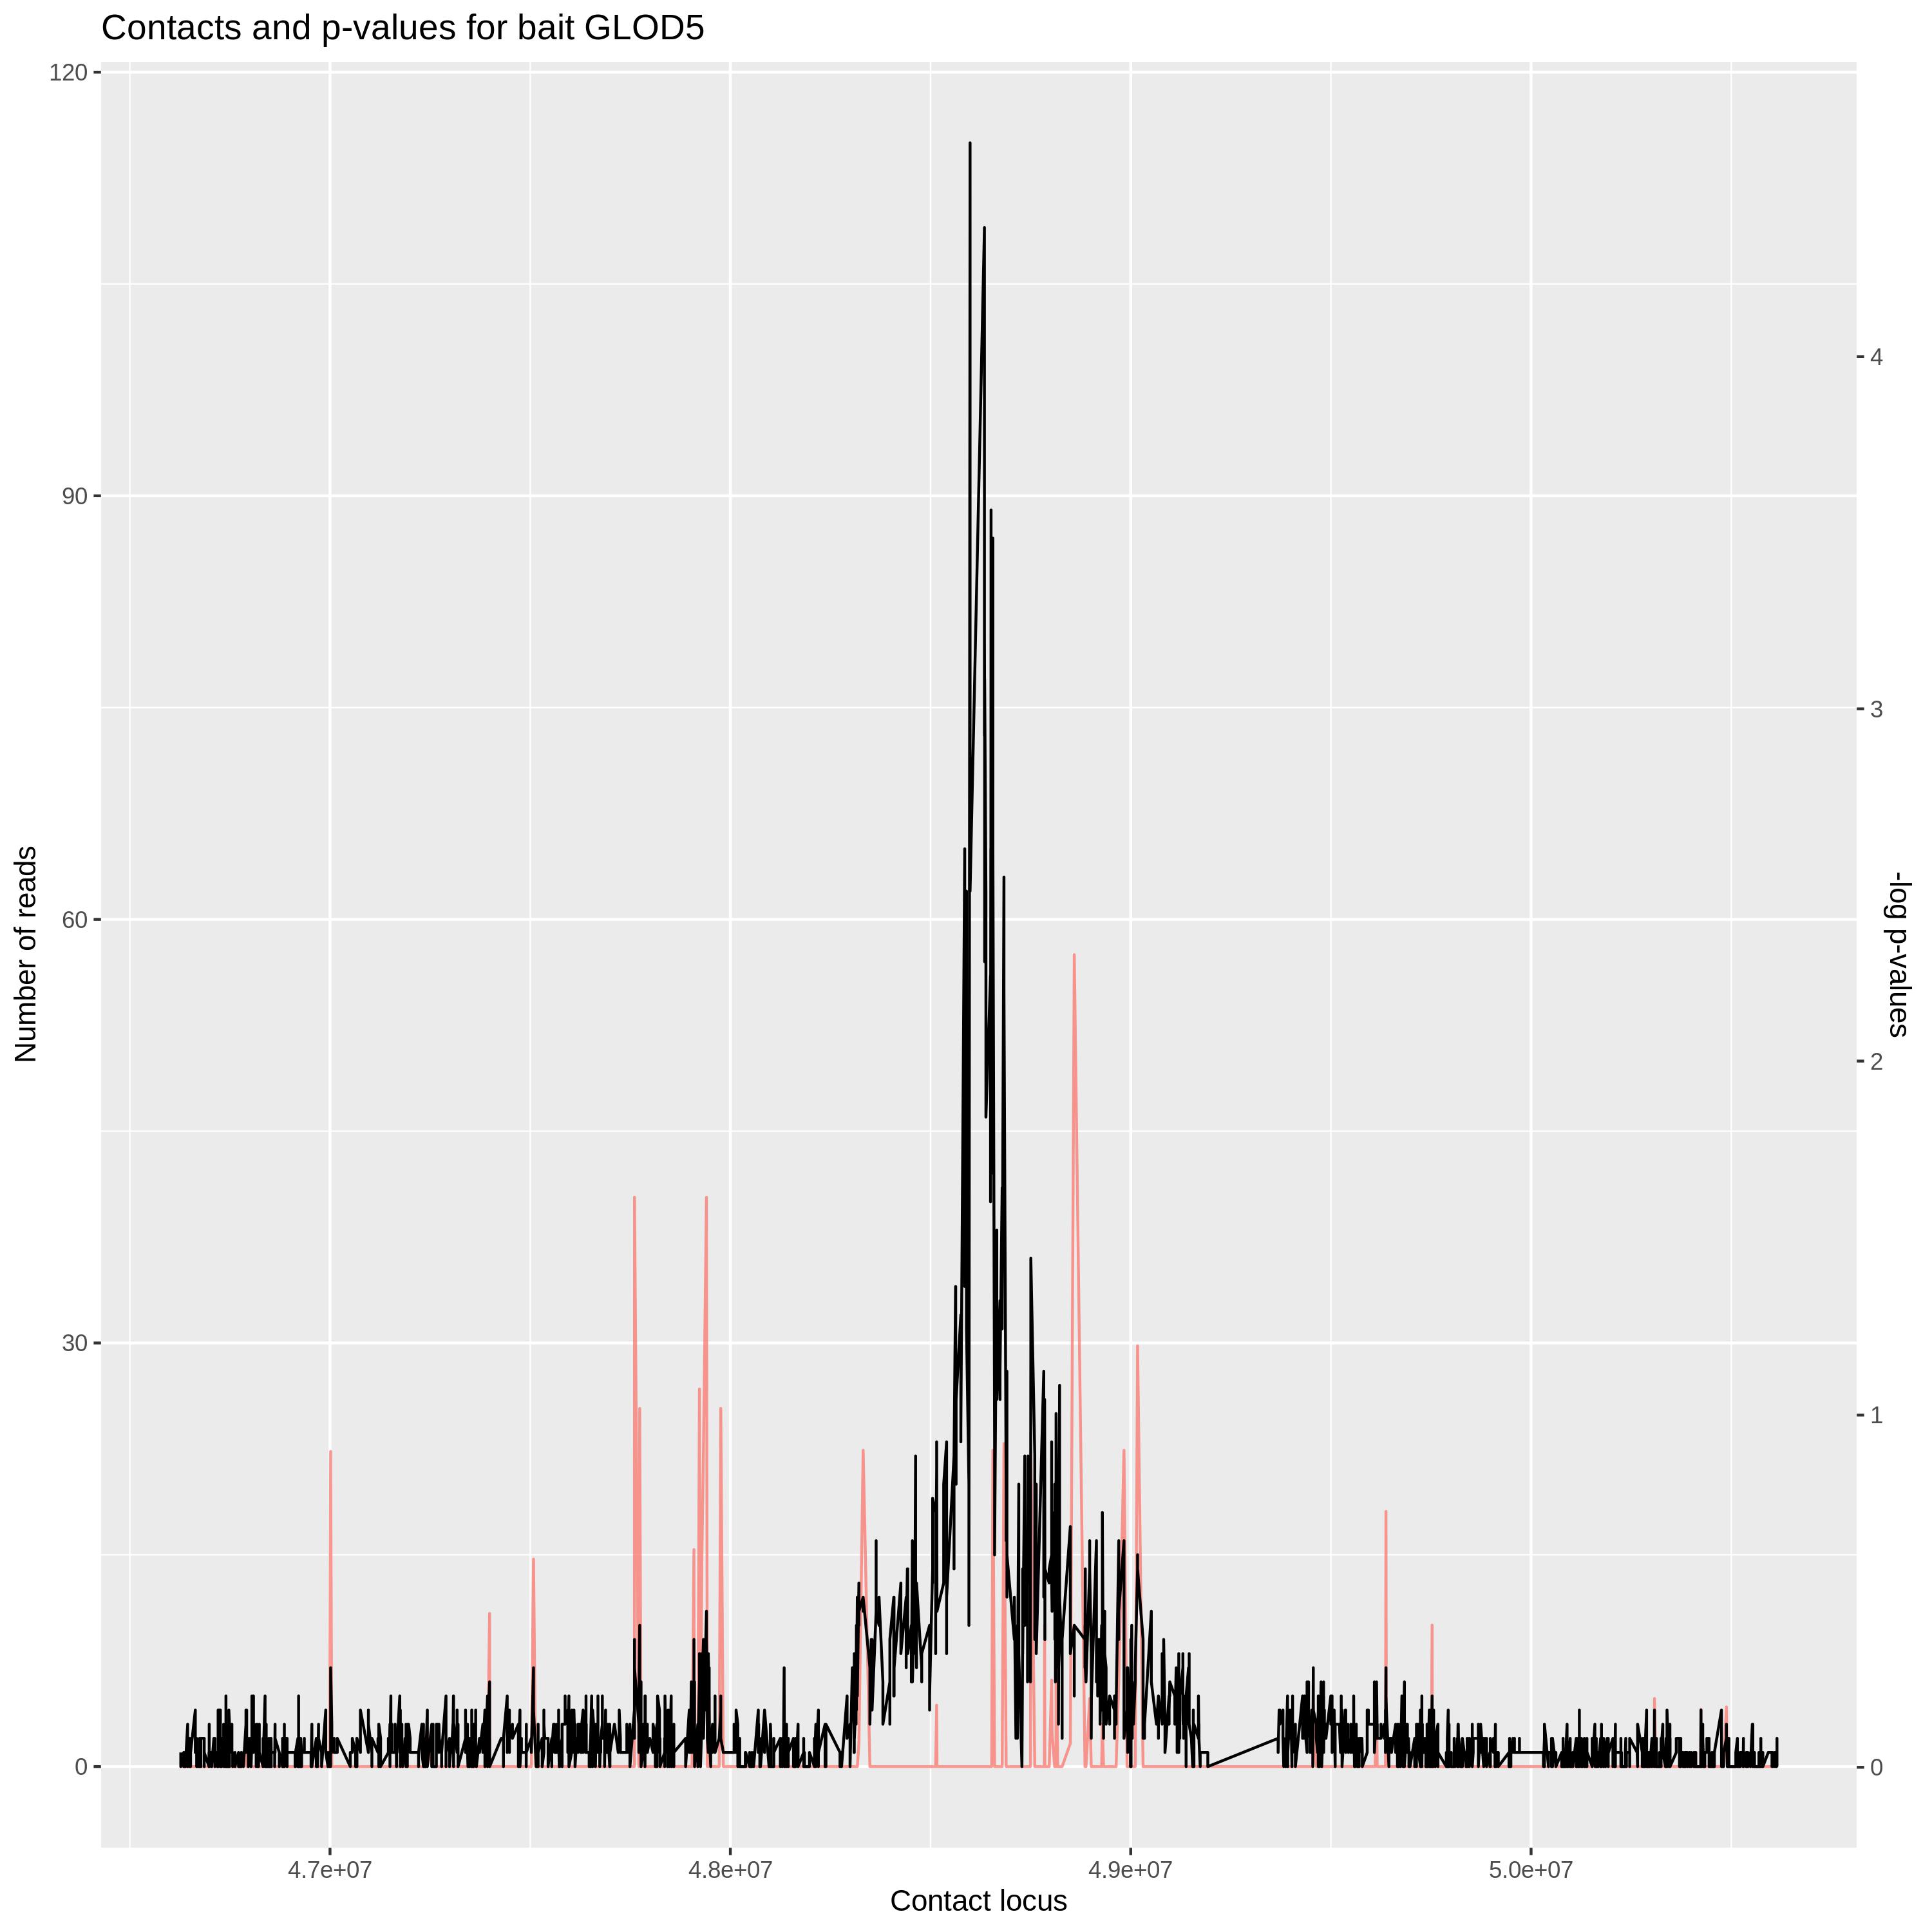 Contacts and p-values for bait GLOD5
120
90
60
30
0
Number of reads
4
3
2
1
0
-log p-values
4.7e+07
4.8e+07
4.9e+07
5.0e+07
Contact locus